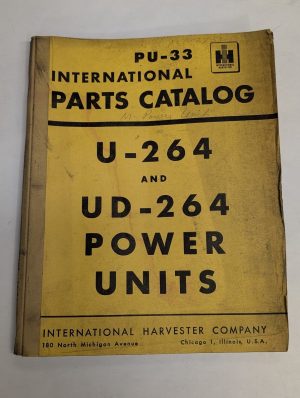 PU-33
IH
INTERNATIONAL
PARTS CATALOG
U-264
AND
UD-264
POWER
UNITS
INTERNATIONAL HARVESTER COMPANY
180 North Michigan Avenue Chicago 1, Illinois, U.S.A.